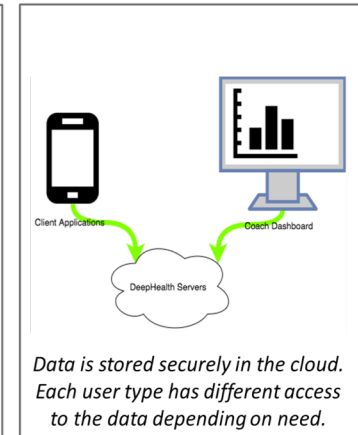 Client Applications
Coach Dashboard
DeepHealth Servers
Data is stored securely in the cloud.
Each user type has different access
to the data depending on need.